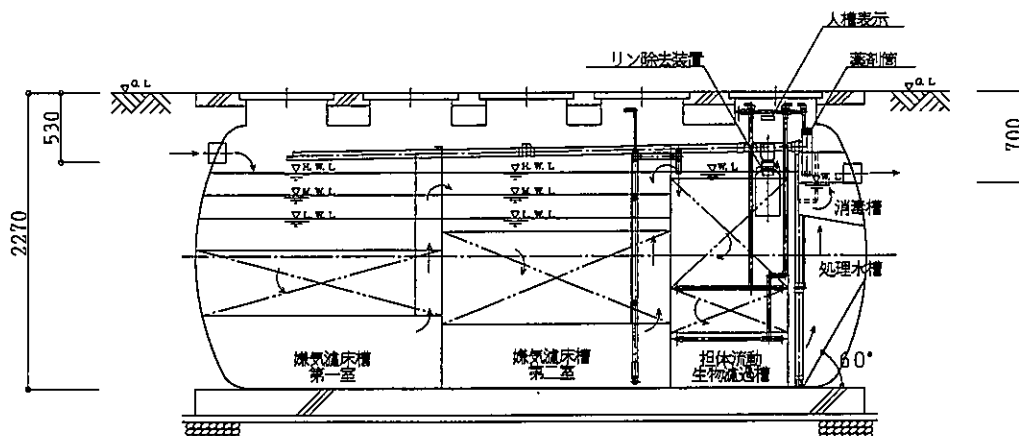 人槽表示
リン除去装置
薬剤筒
G.L
G.L
530
700
2270
H.W.L
H.W.L
W.L
W.L
M.W.L
M.W.L
L.W.L
L.W.L
消毒槽
処理水槽
嫌気濾床槽
第一室
嫌気濾床槽
第二室
担体流動
生物濾過槽
60°